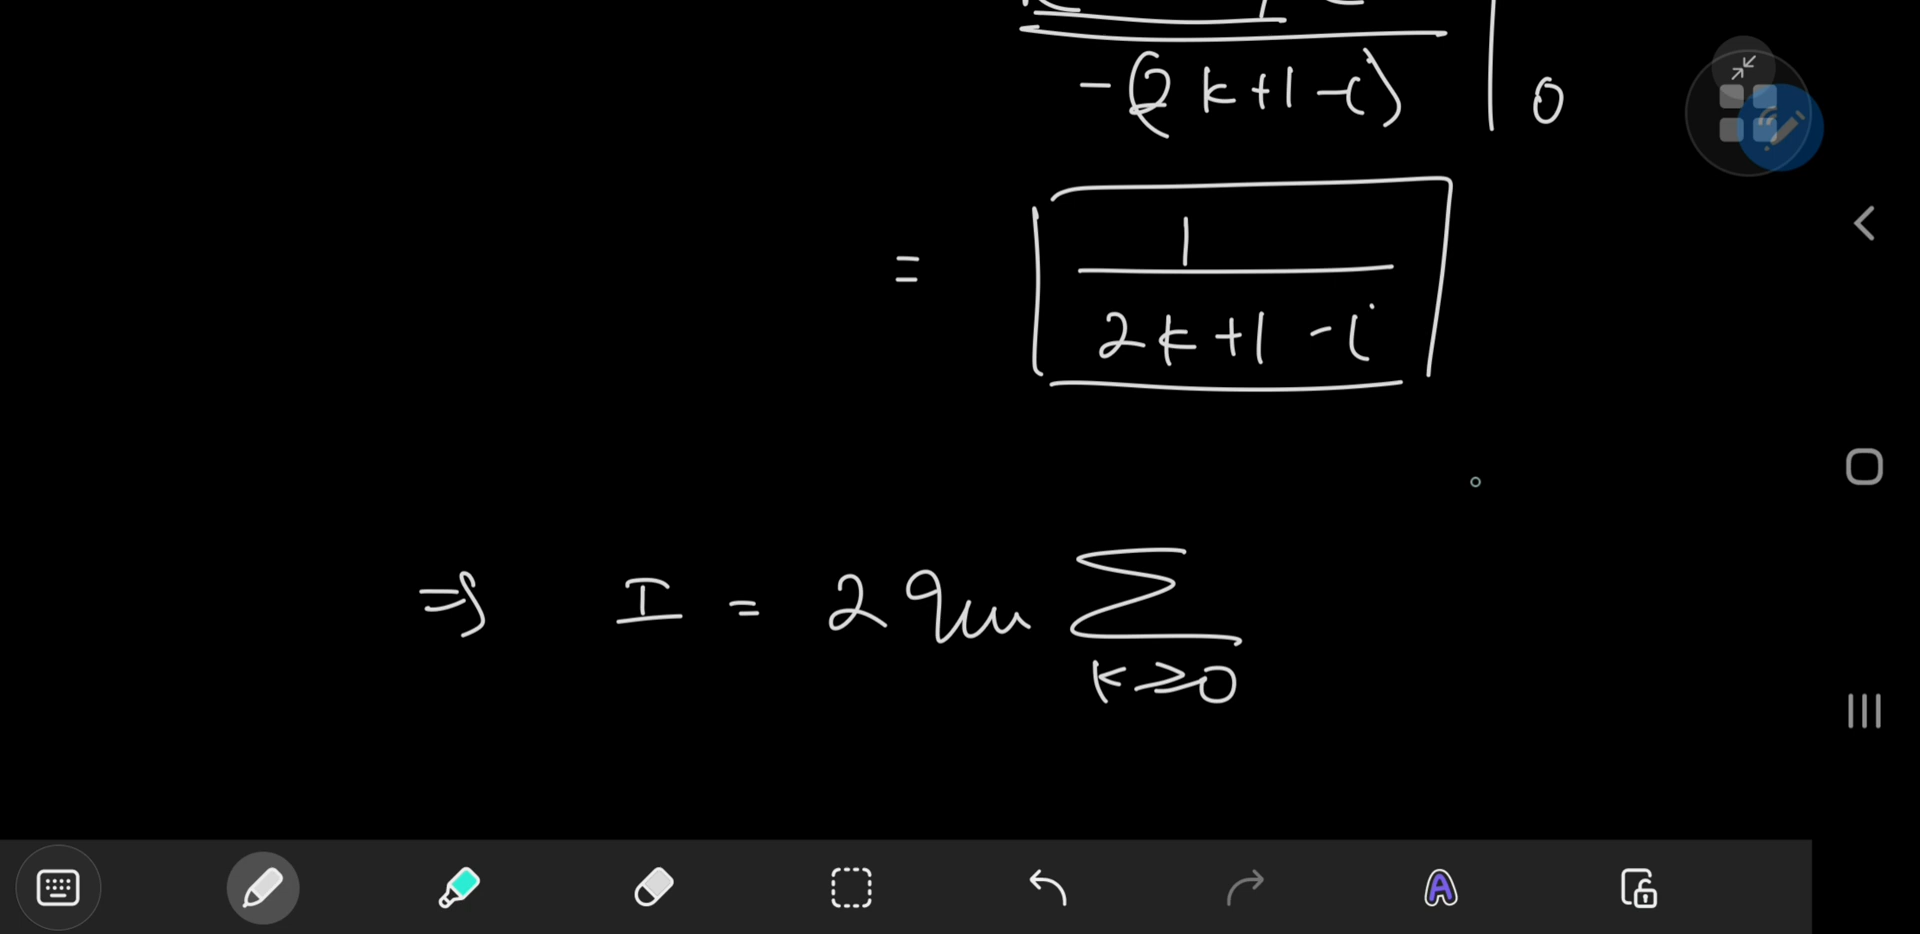 -(2k+1-i) | 0
= 1 / (2k+1-i)
⇒ I = 2 Im ∑ k≥0
A